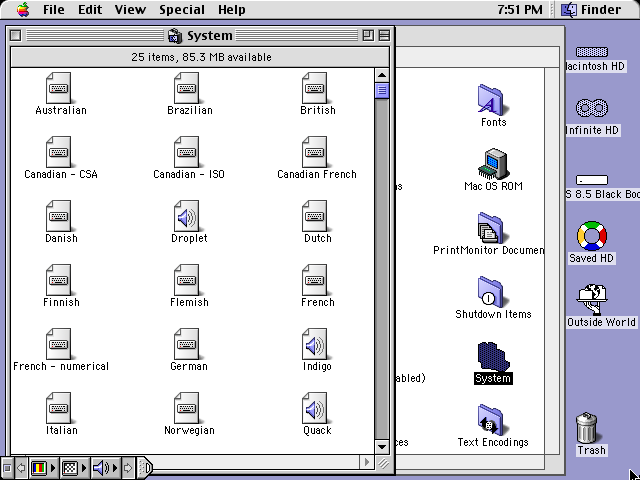 File Edit View Special Help 7:51 PM Finder
System
25 items, 85.3 MB available
Australian Brazilian British
Canadian - CSA Canadian - ISO Canadian French
Danish Droplet Dutch
Finnish Flemish French
French - numerical German Indigo
Italian Norwegian Quack
Fonts
Mac OS ROM
PrintMonitor Documen
Shutdown Items
abled)
System
Text Encodings
acintosh HD
Infinite HD
S 8.5 Black Boo
Saved HD
Outside World
Trash